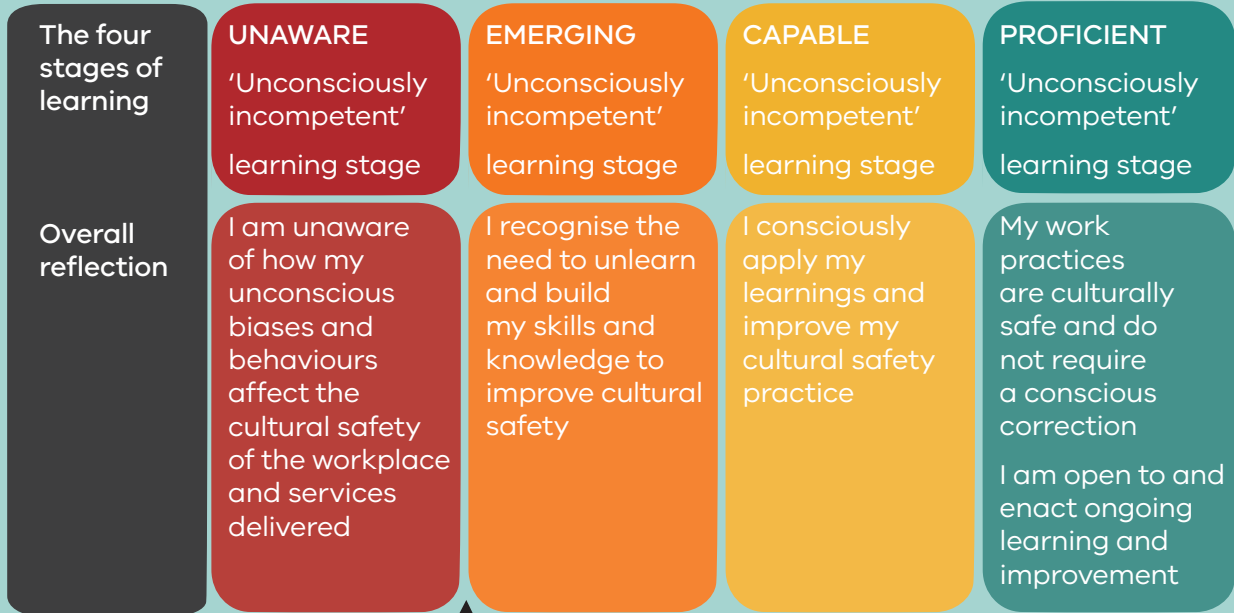 The four
stages of
learning
UNAWARE
‘Unconsciously
incompetent’
learning stage
EMERGING
‘Unconsciously
incompetent’
learning stage
CAPABLE
‘Unconsciously
incompetent’
learning stage
PROFICIENT
‘Unconsciously
incompetent’
learning stage
Overall
reflection
I am unaware
of how my
unconscious
biases and
behaviours
affect the
cultural safety
of the workplace
and services
delivered
I recognise the
need to unlearn
and build
my skills and
knowledge to
improve cultural
safety
I consciously
apply my
learnings and
improve my
cultural safety
practice
My work
practices
are culturally
safe and do
not require
a conscious
correction
I am open to and
enact ongoing
learning and
improvement